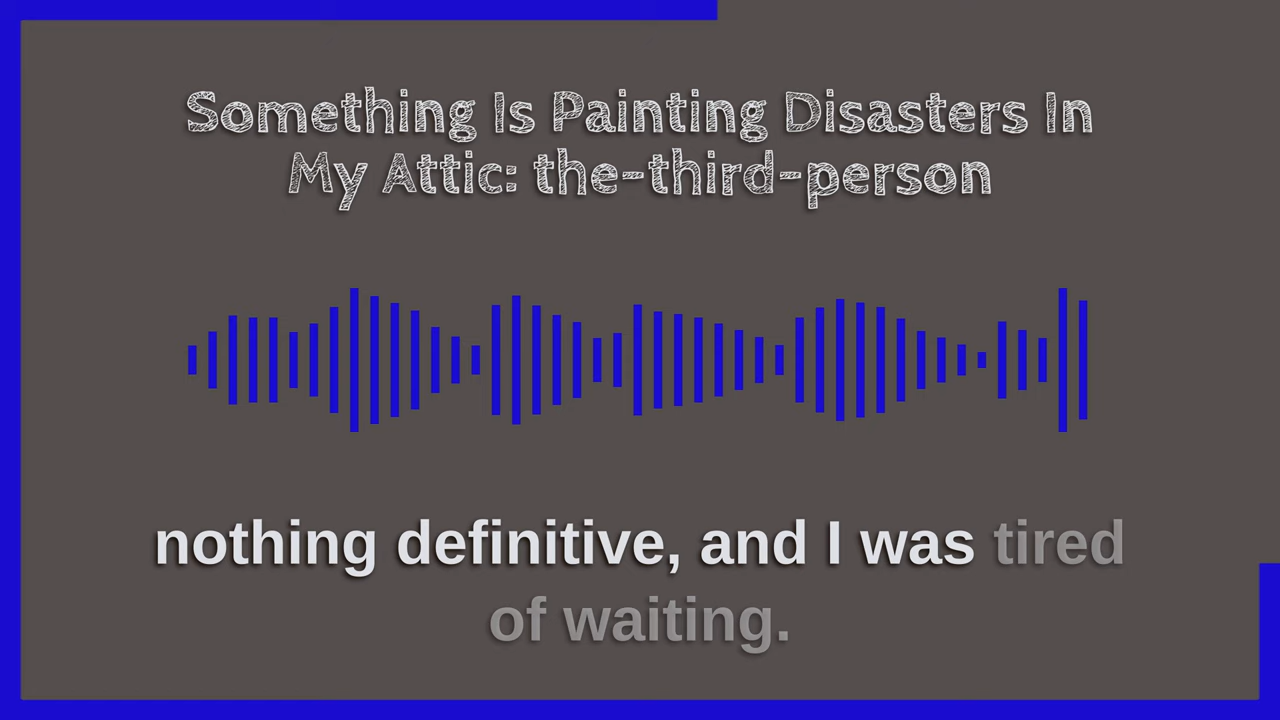 Something Is Painting Disasters In
My Attic: the-third-person
nothing definitive, and I was tired
of waiting.